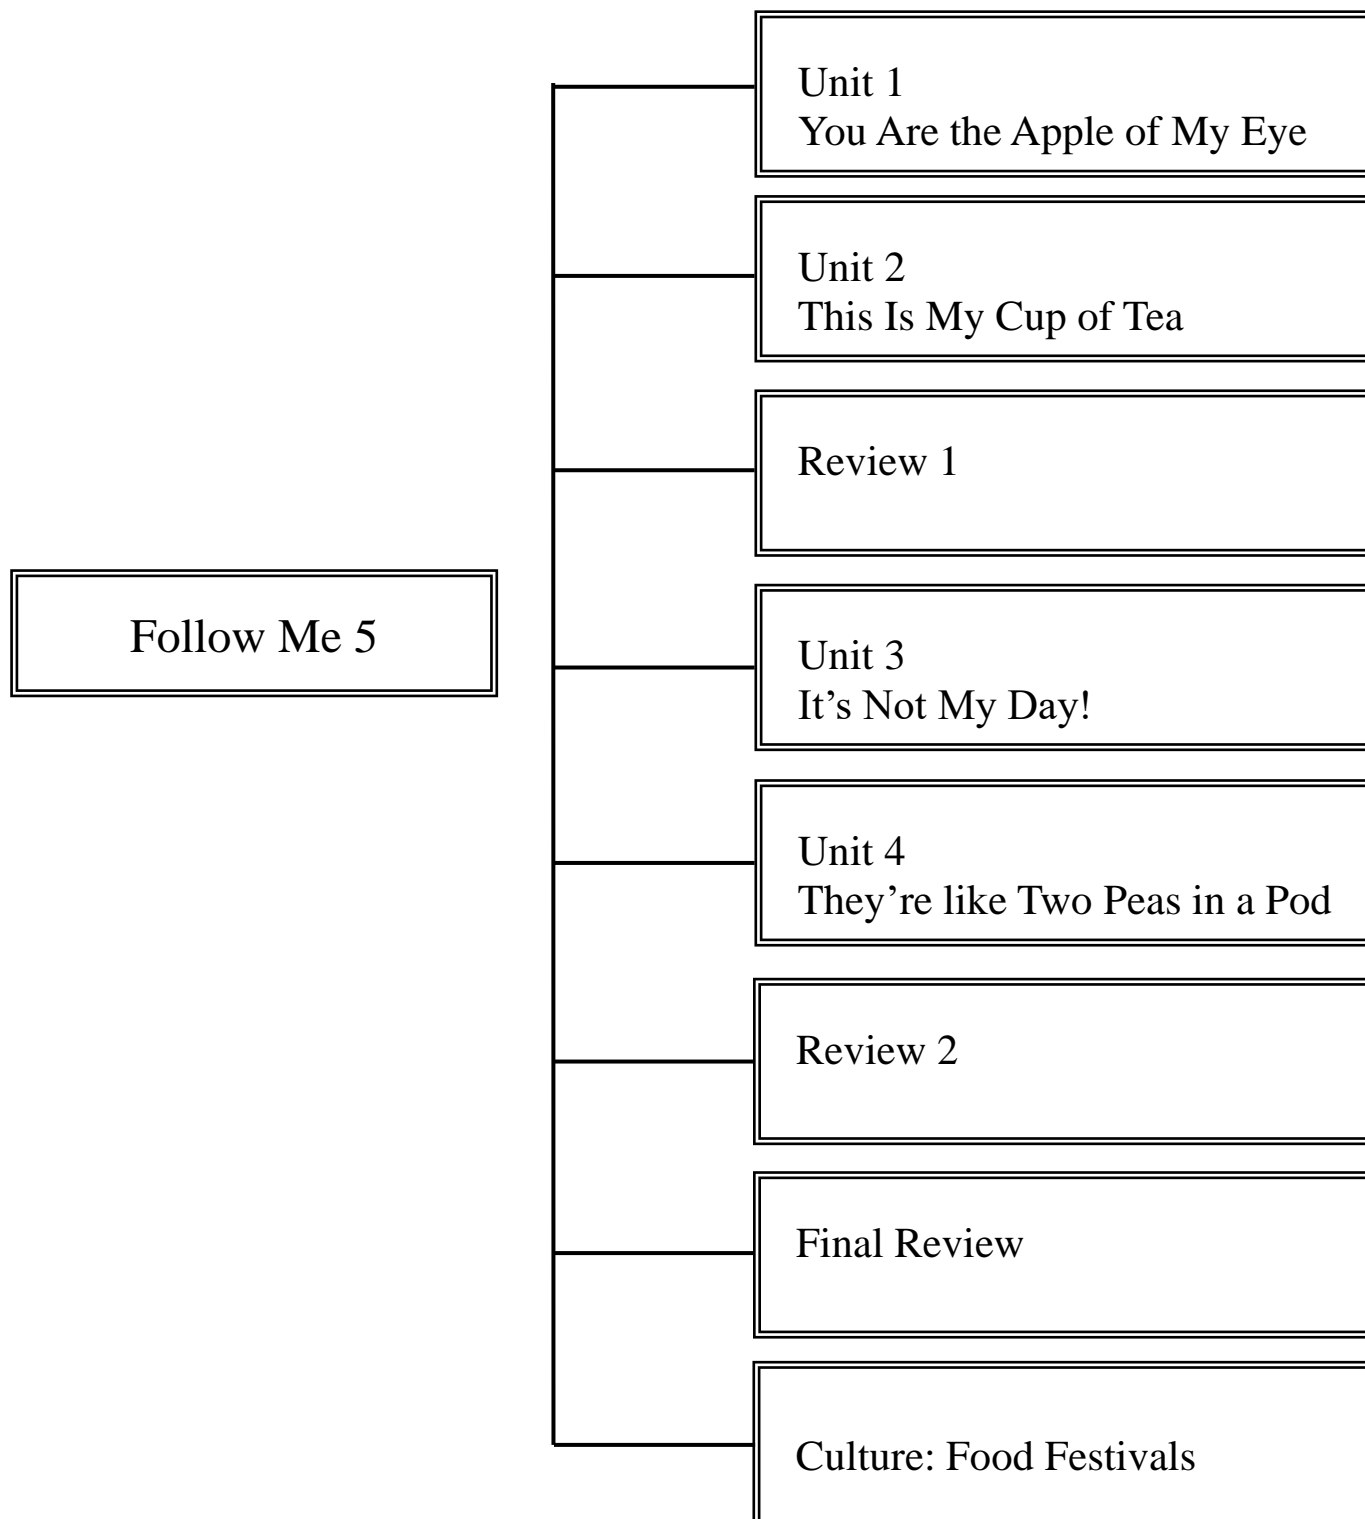 Follow Me 5
Unit 1
You Are the Apple of My Eye
Unit 2
This Is My Cup of Tea
Review 1
Unit 3
It’s Not My Day!
Unit 4
They’re like Two Peas in a Pod
Review 2
Final Review
Culture: Food Festivals